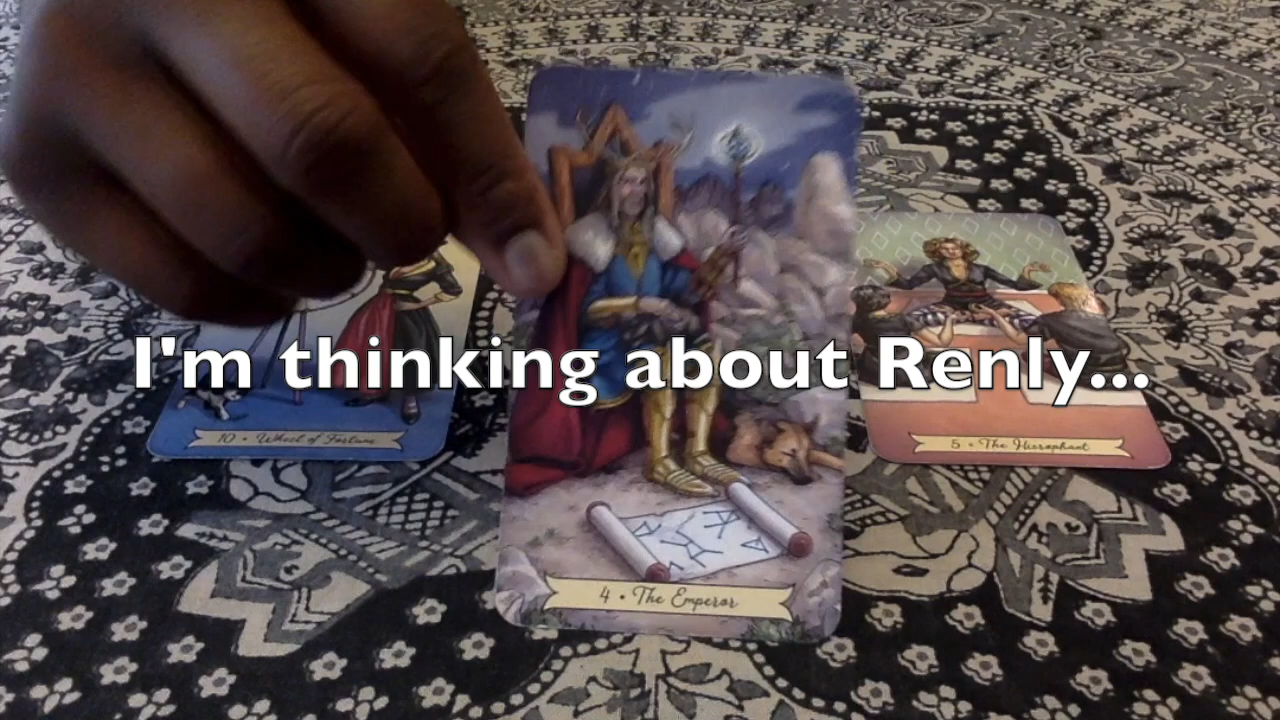 I'm thinking about Renly...
10 • Wheel of Fortune
5 • The Hierophant
4 • The Emperor